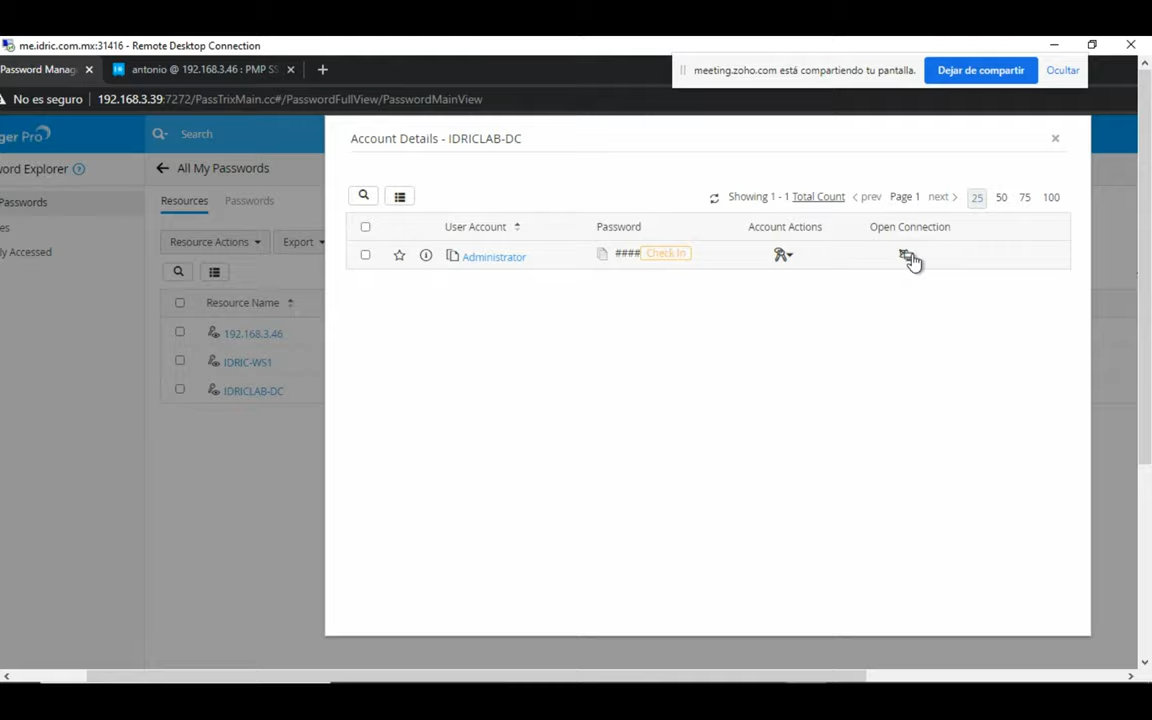 me.idric.com.mx:31416 - Remote Desktop Connection
Password Manag
antonio @ 192.168.3.46 : PMP SS
meeting.zoho.com está compartiendo tu pantalla.
Dejar de compartir
Ocultar
No es seguro
192.168.3.39:7272/PassTrixMain.cc#/PasswordFullView/PasswordMainView
ger Pro
Search
Account Details - IDRICLAB-DC
ord Explorer
All My Passwords
Passwords
es
ly Accessed
Resources
Passwords
Showing 1 - 1 Total Count
prev
Page 1
next
25
50
75
100
User Account
Password
Account Actions
Open Connection
Resource Actions
Export
Administrator
####
Check In
Resource Name
192.168.3.46
IDRIC-WS1
IDRICLAB-DC